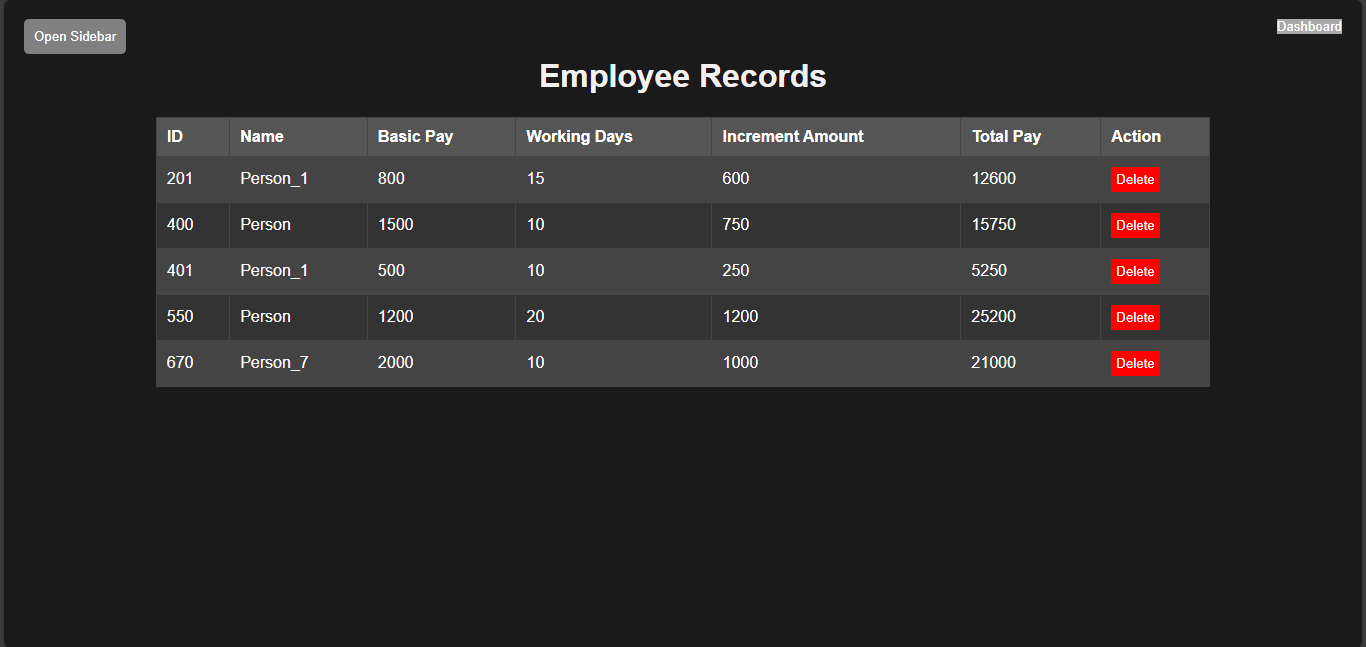 Open Sidebar
Dashboard
Employee Records
ID Name Basic Pay Working Days Increment Amount Total Pay Action
201 Person_1 800 15 600 12600 Delete
400 Person 1500 10 750 15750 Delete
401 Person_1 500 10 250 5250 Delete
550 Person 1200 20 1200 25200 Delete
670 Person_7 2000 10 1000 21000 Delete